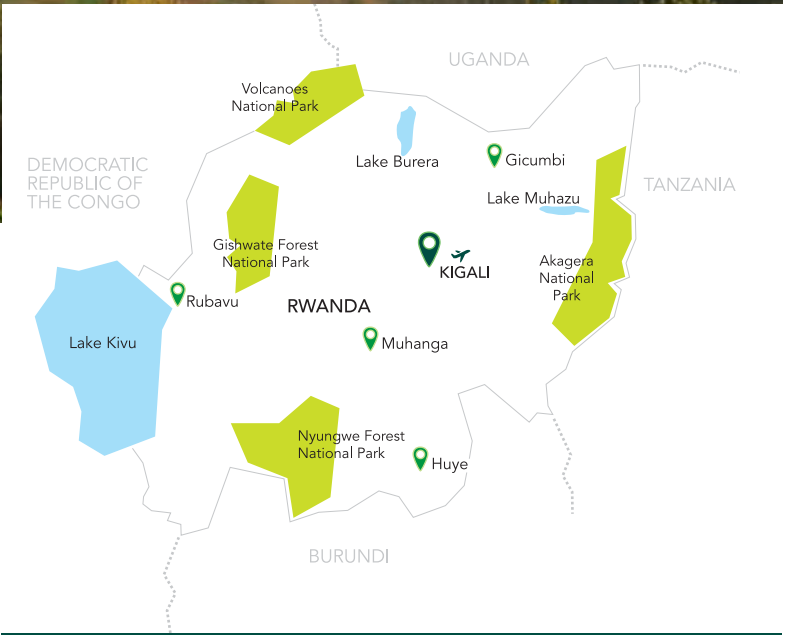 UGANDA
Volcanoes
National Park
Lake Burera
Gicumbi
DEMOCRATIC
REPUBLIC OF
THE CONGO
TANZANIA
Lake Muhazu
Gishwate Forest
National Park
KIGALI
Akagera
National
Park
Rubavu
RWANDA
Lake Kivu
Muhanga
Nyungwe Forest
National Park
Huye
BURUNDI